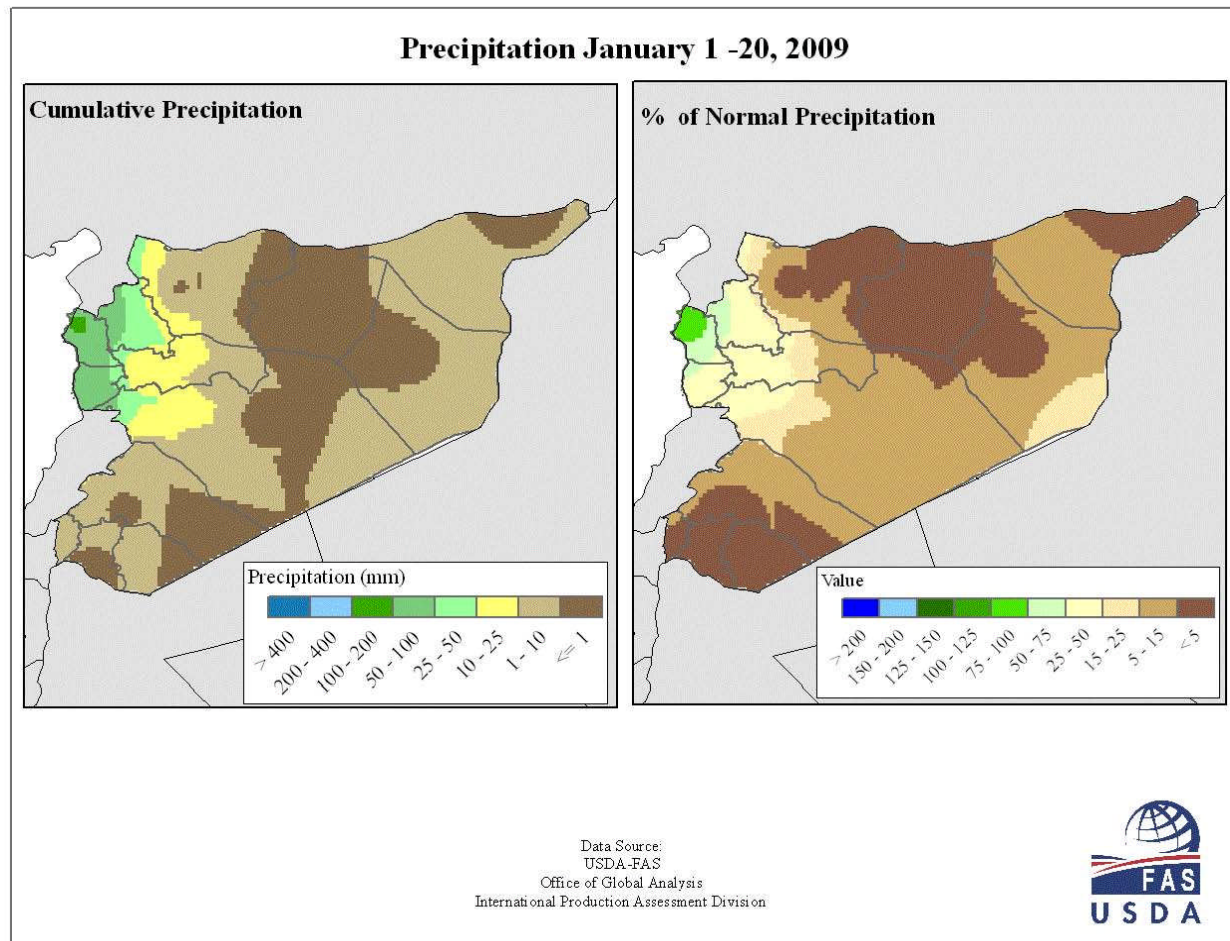 Precipitation January 1 -20, 2009
Cumulative Precipitation
Precipitation (mm)
> 400
200 - 400
100 - 200
50 - 100
25 - 50
10 - 25
1 - 10
<= 1
% of Normal Precipitation
Value
> 200
150 - 200
125 - 150
100 - 125
75 - 100
50 - 75
25 - 50
15 - 25
5 - 15
< 5
Data Source:
USDA-FAS
Office of Global Analysis
International Production Assessment Division
FAS
USDA